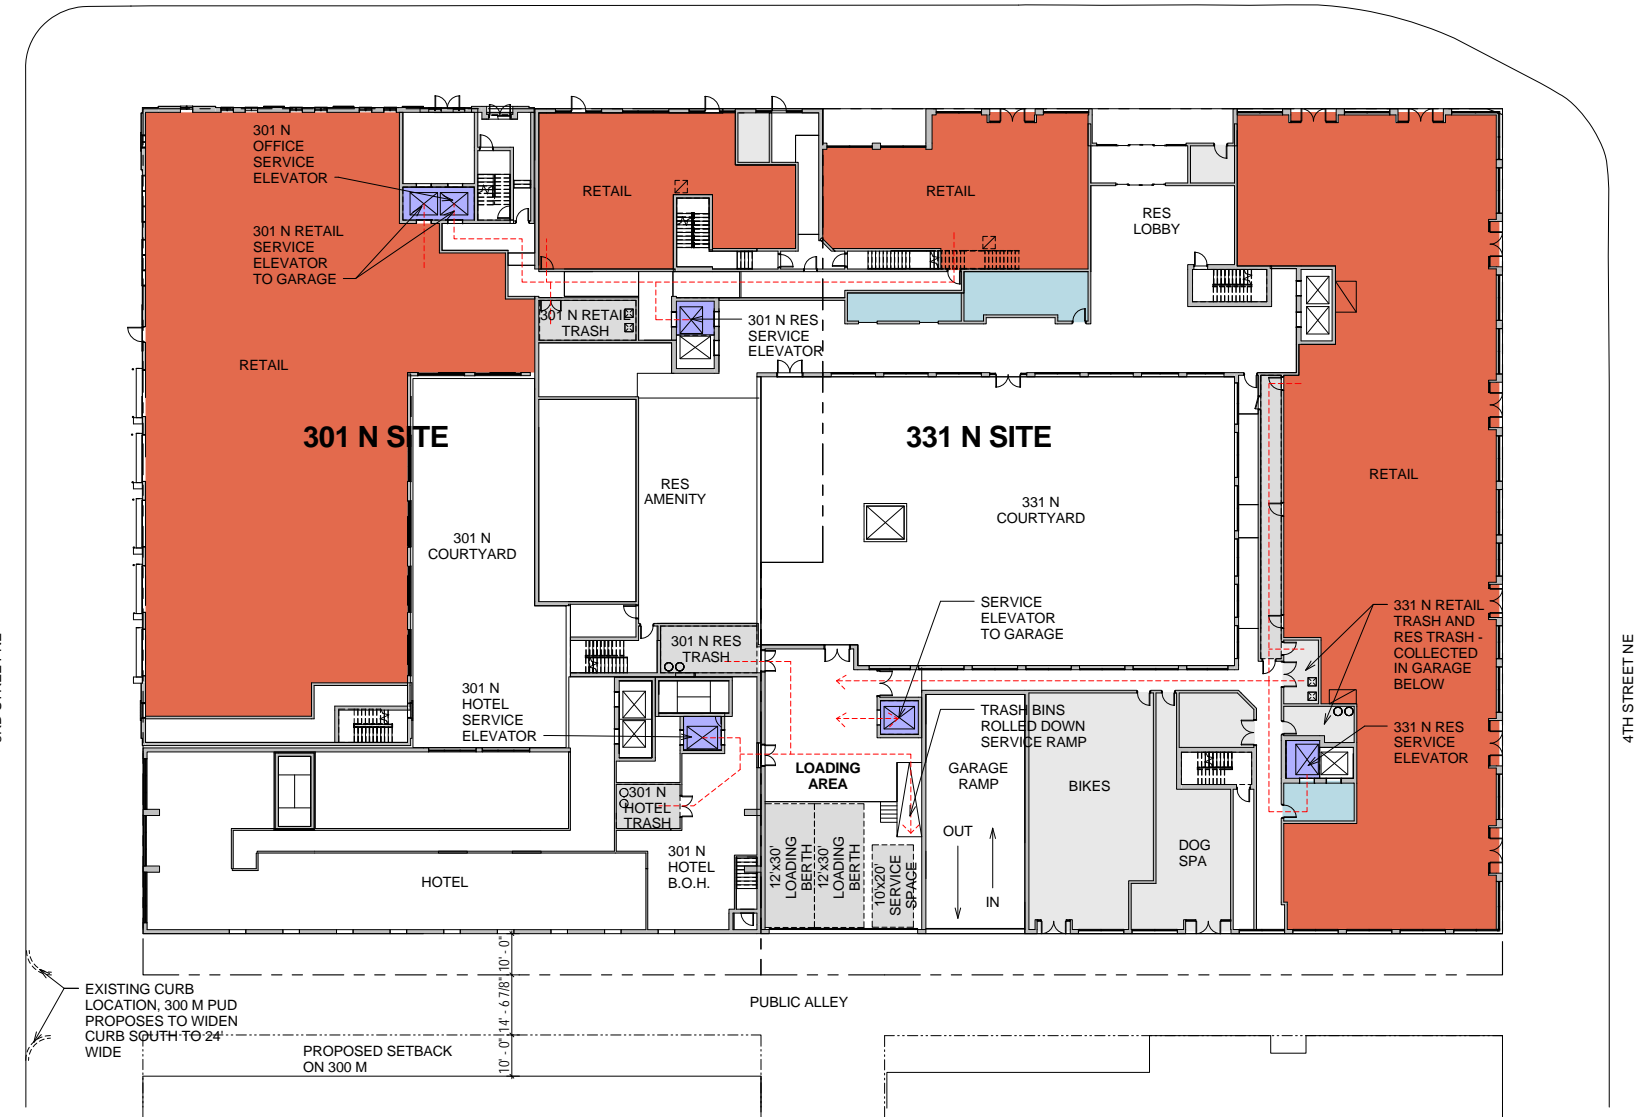 301 N
OFFICE
SERVICE
ELEVATOR
301 N RETAIL
SERVICE
ELEVATOR
TO GARAGE
RETAIL
RETAIL
RES
LOBBY
301 N RETAIL
TRASH
301 N RES
SERVICE
ELEVATOR
RETAIL
301 N SITE
331 N SITE
RETAIL
RES
AMENITY
331 N
COURTYARD
301 N
COURTYARD
SERVICE
ELEVATOR
TO GARAGE
331 N RETAIL
TRASH AND
RES TRASH -
COLLECTED
IN GARAGE
BELOW
4TH STREET NE
301 N RES
TRASH
301 N
HOTEL
SERVICE
ELEVATOR
TRASH BINS
ROLLED DOWN
SERVICE RAMP
331 N RES
SERVICE
ELEVATOR
LOADING
AREA
GARAGE
RAMP
BIKES
301 N
HOTEL
TRASH
OUT
IN
DOG
SPA
301 N
HOTEL
B.O.H.
HOTEL
12'x30'
LOADING
BERTH
12'x30'
LOADING
BERTH
10'x20'
SERVICE
SPACE
10' - 0"
14' - 6 7/8"
10' - 0"
PUBLIC ALLEY
EXISTING CURB
LOCATION, 300 M PUD
PROPOSES TO WIDEN
CURB SOUTH TO 24'
WIDE
PROPOSED SETBACK
ON 300 M